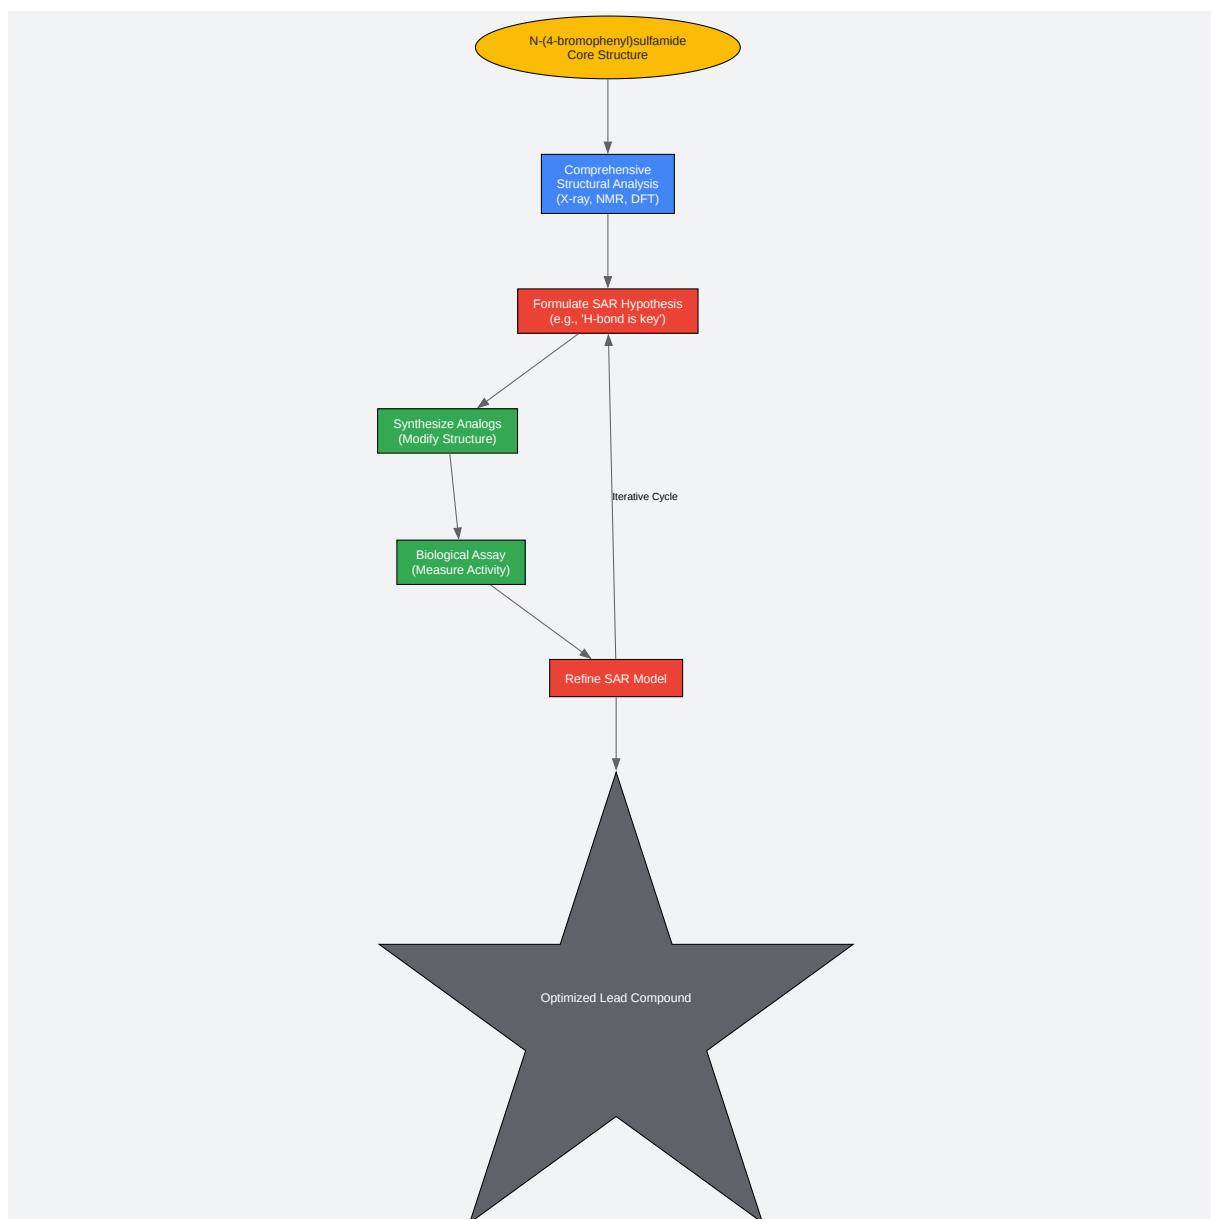 N-(4-bromophenyl)sulfamide
Core Structure
Comprehensive
Structural Analysis
(X-ray, NMR, DFT)
Formulate SAR Hypothesis
(e.g., 'H-bond is key')
Synthesize Analogs
(Modify Structure)
Iterative Cycle
Biological Assay
(Measure Activity)
Refine SAR Model
Optimized Lead Compound